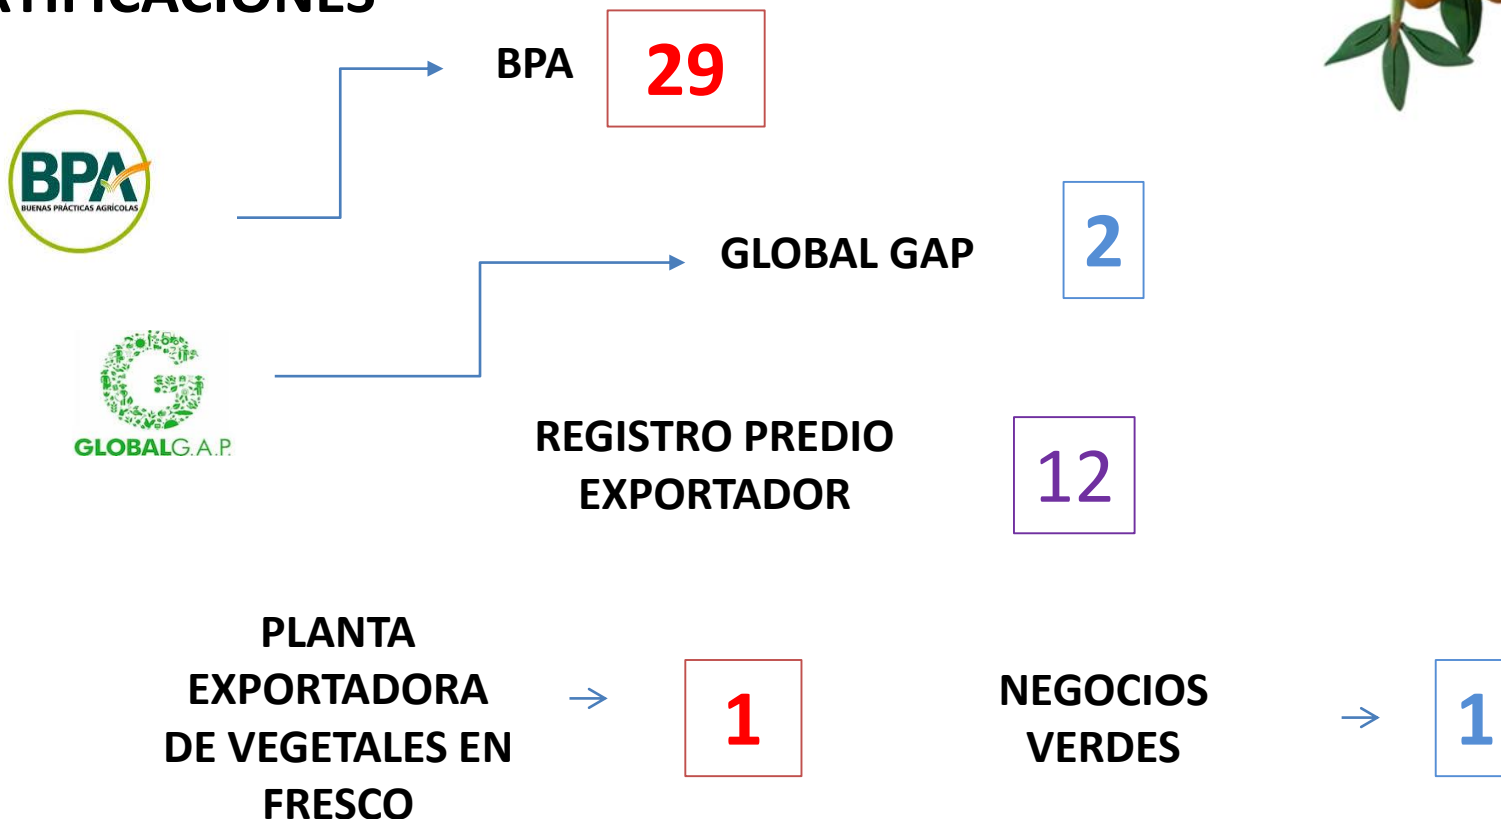 RTIFICACIONES
BPA
29
BPA
BUENAS PRÁCTICAS AGRÍCOLAS
GLOBAL GAP
2
GLOBALG.A.P.
REGISTRO PREDIO
EXPORTADOR
12
PLANTA
EXPORTADORA
DE VEGETALES EN
FRESCO
1
NEGOCIOS
VERDES
1